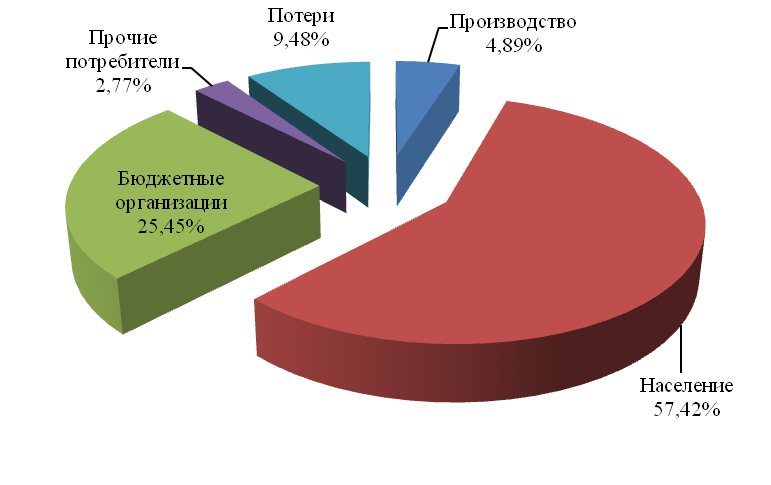 Потери
9,48%
Производство
4,89%
Прочие
потребители
2,77%
Бюджетные
организации
25,45%
Население
57,42%